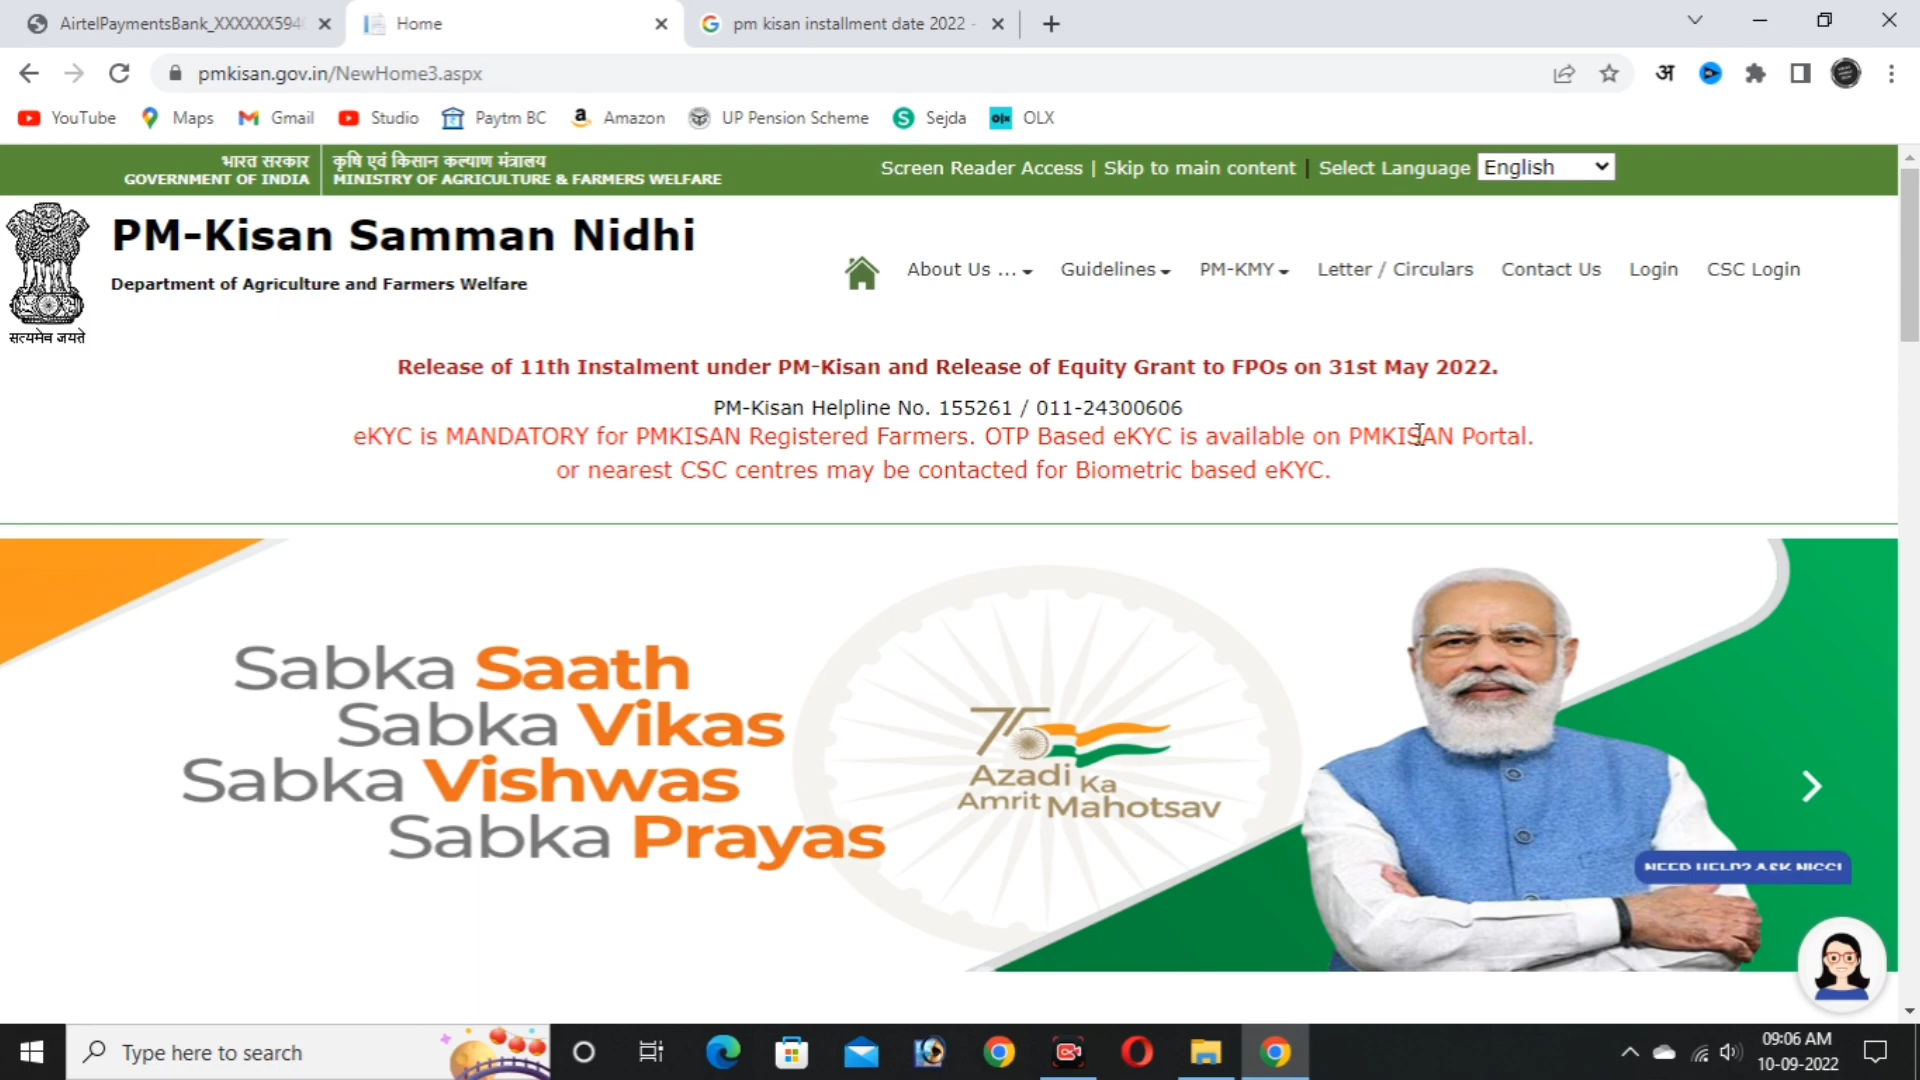 AirtelPaymentsBank_XXXXXX594
Home
pm kisan installment date 2022 -
pmkisan.gov.in/NewHome3.aspx
अ
YouTube
Maps
Gmail
Studio
Paytm BC
Amazon
UP Pension Scheme
Sejda
OLX
भारत सरकार
GOVERNMENT OF INDIA
कृषि एवं किसान कल्याण मंत्रालय
MINISTRY OF AGRICULTURE & FARMERS WELFARE
Screen Reader Access | Skip to main content | Select Language English
PM-Kisan Samman Nidhi
Department of Agriculture and Farmers Welfare
सत्यमेव जयते
About Us ... Guidelines PM-KMY Letter / Circulars Contact Us Login CSC Login
Release of 11th Instalment under PM-Kisan and Release of Equity Grant to FPOs on 31st May 2022.
PM-Kisan Helpline No. 155261 / 011-24300606
eKYC is MANDATORY for PMKISAN Registered Farmers. OTP Based eKYC is available on PMKISAN Portal.
or nearest CSC centres may be contacted for Biometric based eKYC.
Sabka Saath
Sabka Vikas
Sabka Vishwas
Sabka Prayas
75
Azadi Ka
Amrit Mahotsav
NEED HELP? ASK
Type here to search
09:06 AM
10-09-2022